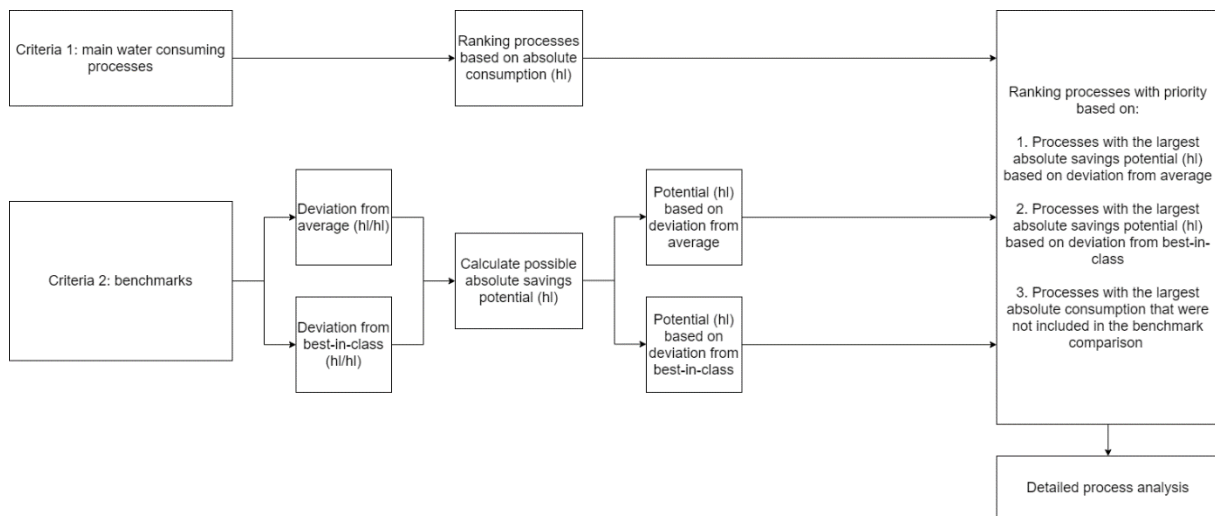 Criteria 1: main water consuming
processes
Ranking processes
based on absolute
consumption (hl)
Criteria 2: benchmarks
Deviation from
average (hl/hl)
Deviation from
best-in-class
(hl/hl)
Calculate possible
absolute savings
potential (hl)
Potential (hl)
based on
deviation from
average
Potential (hl)
based on
deviation from
best-in-class
Ranking processes with priority
based on:
1. Processes with the largest
absolute savings potential (hl)
based on deviation from average
2. Processes with the largest
absolute savings potential (hl)
based on deviation from best-in-
class
3. Processes with the largest
absolute consumption that were
not included in the benchmark
comparison
Detailed process analysis